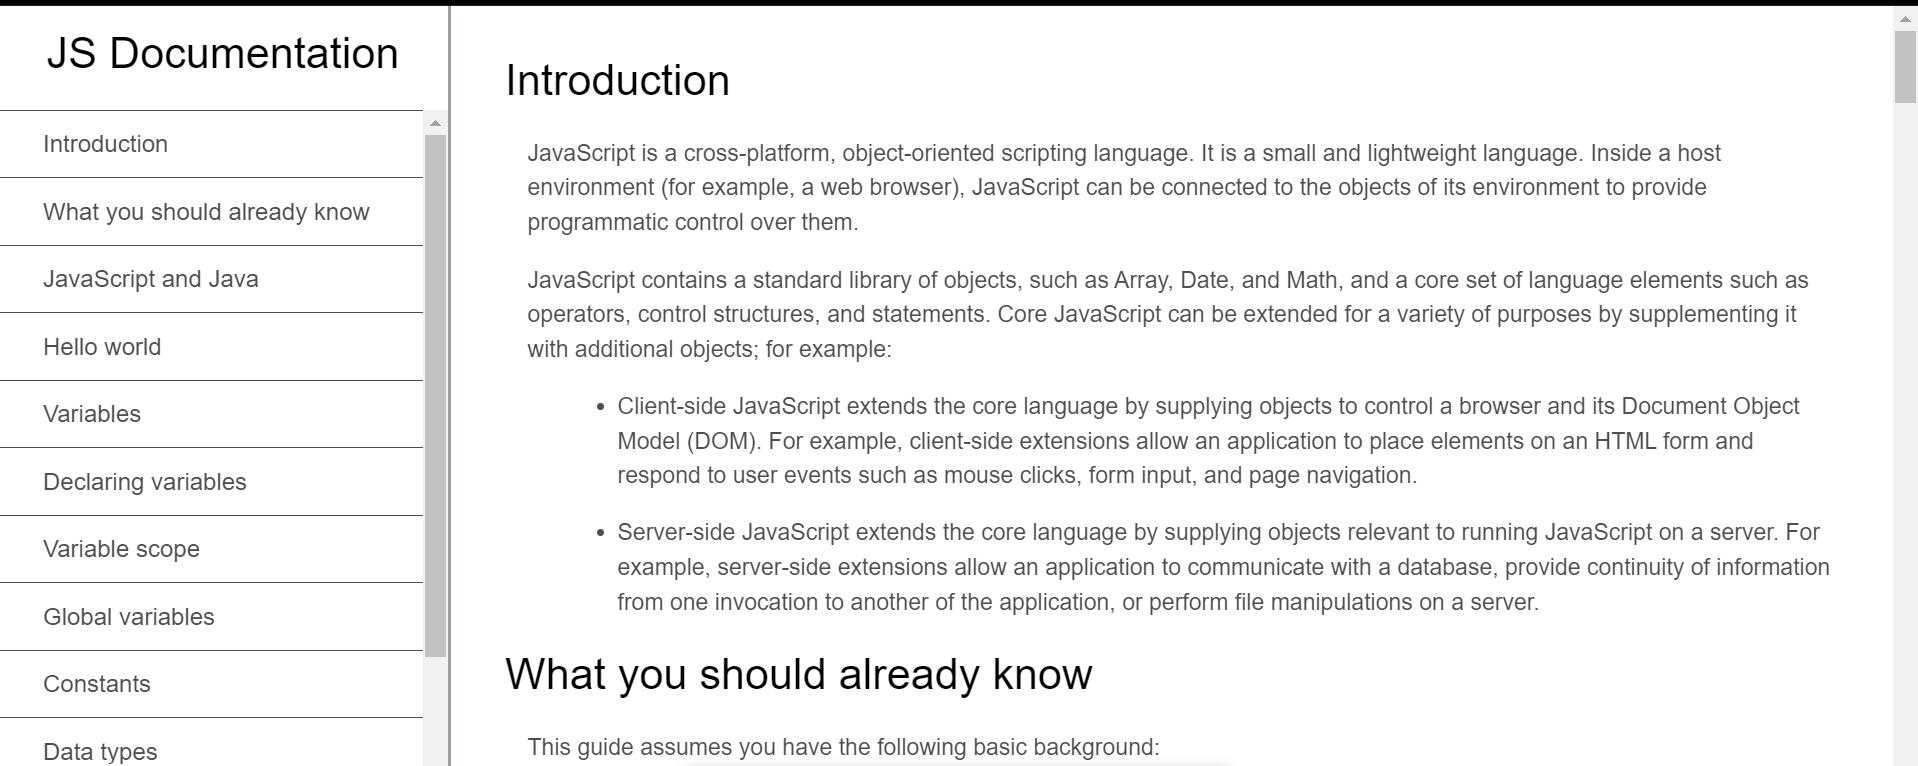 JS Documentation
Introduction
What you should already know
JavaScript and Java
Hello world
Variables
Declaring variables
Variable scope
Global variables
Constants
Data types
Introduction
JavaScript is a cross-platform, object-oriented scripting language. It is a small and lightweight language. Inside a host
environment (for example, a web browser), JavaScript can be connected to the objects of its environment to provide
programmatic control over them.
JavaScript contains a standard library of objects, such as Array, Date, and Math, and a core set of language elements such as
operators, control structures, and statements. Core JavaScript can be extended for a variety of purposes by supplementing it
with additional objects; for example:
• Client-side JavaScript extends the core language by supplying objects to control a browser and its Document Object
Model (DOM). For example, client-side extensions allow an application to place elements on an HTML form and
respond to user events such as mouse clicks, form input, and page navigation.
• Server-side JavaScript extends the core language by supplying objects relevant to running JavaScript on a server. For
example, server-side extensions allow an application to communicate with a database, provide continuity of information
from one invocation to another of the application, or perform file manipulations on a server.
What you should already know
This guide assumes you have the following basic background: